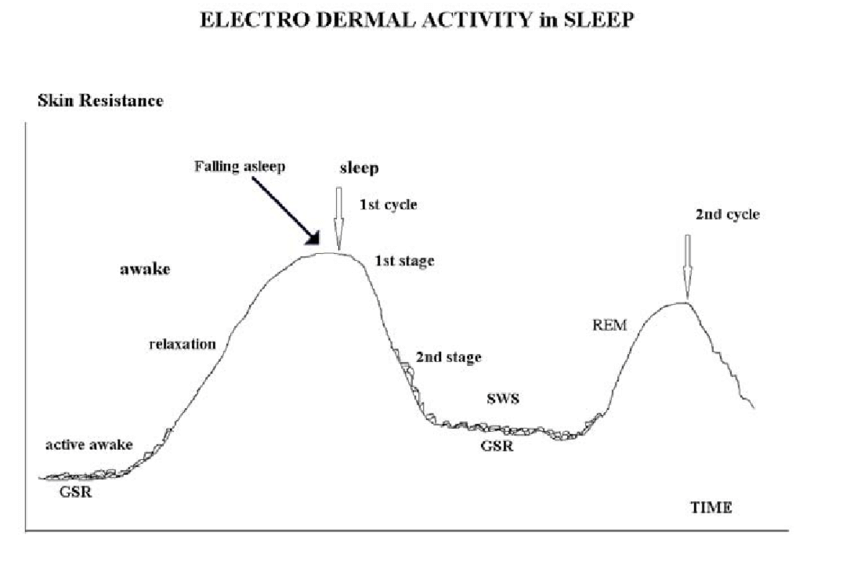 ELECTRO DERMAL ACTIVITY in SLEEP
Skin Resistance
Falling asleep
sleep
1st cycle
2nd cycle
1st stage
awake
REM
relaxation
2nd stage
SWS
active awake
GSR
GSR
TIME